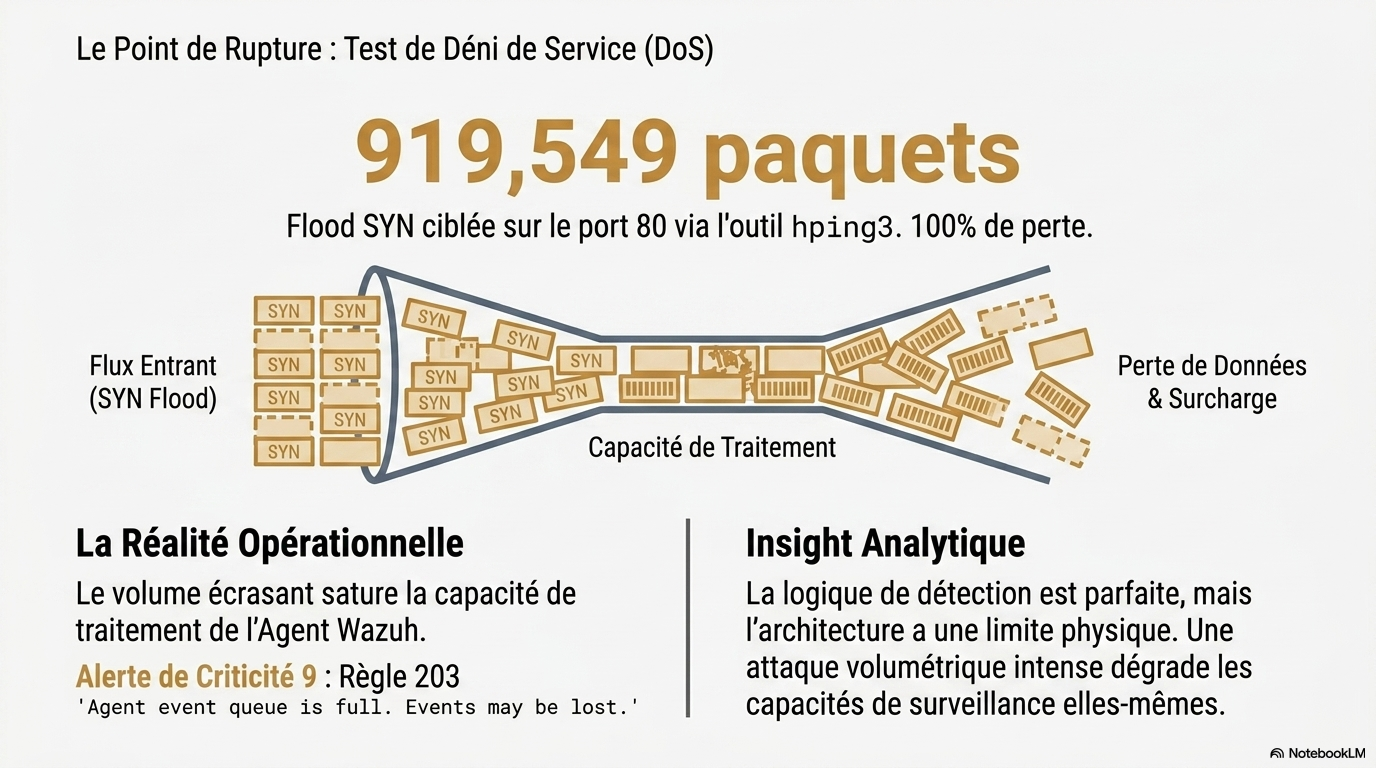 Le Point de Rupture : Test de Déni de Service (DoS)
919,549 paquets
Flood SYN ciblée sur le port 80 via l'outil hping3. 100% de perte.
Flux Entrant
(SYN Flood)
SYN SYN
SYN SYN
SYN
SYN
SYN
SYN
SYN
SYN
SYN
SYN
SYN
SYN
SYN
SYN
SYN
Capacité de Traitement
Perte de Données
& Surcharge
La Réalité Opérationnelle
Le volume écrasant sature la capacité de
traitement de l'Agent Wazuh.
Alerte de Criticité 9 : Règle 203
'Agent event queue is full. Events may be lost.'
Insight Analytique
La logique de détection est parfaite, mais
l'architecture a une limite physique. Une
attaque volumétrique intense dégrade les
capacités de surveillance elles-mêmes.
NotebookLM